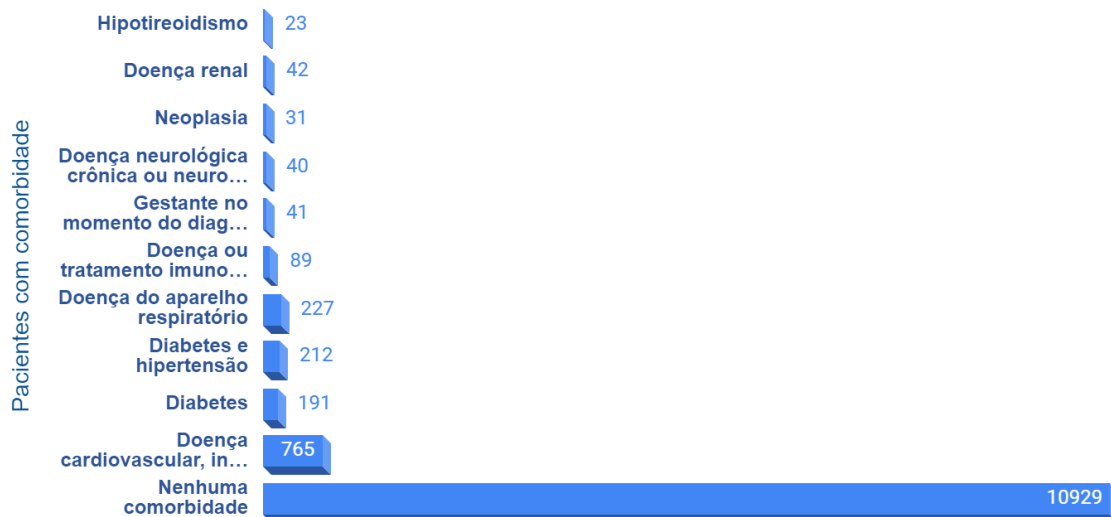 Pacientes com comorbidade
Hipotireoidismo
23
Doença renal
42
Neoplasia
31
Doença neurológica
crônica ou neuro…
40
Gestante no
momento do diag…
41
Doença ou
tratamento imuno…
89
Doença do aparelho
respiratório
227
Diabetes e
hipertensão
212
Diabetes
191
Doença
cardiovascular, in…
765
Nenhuma
comorbidade
10929